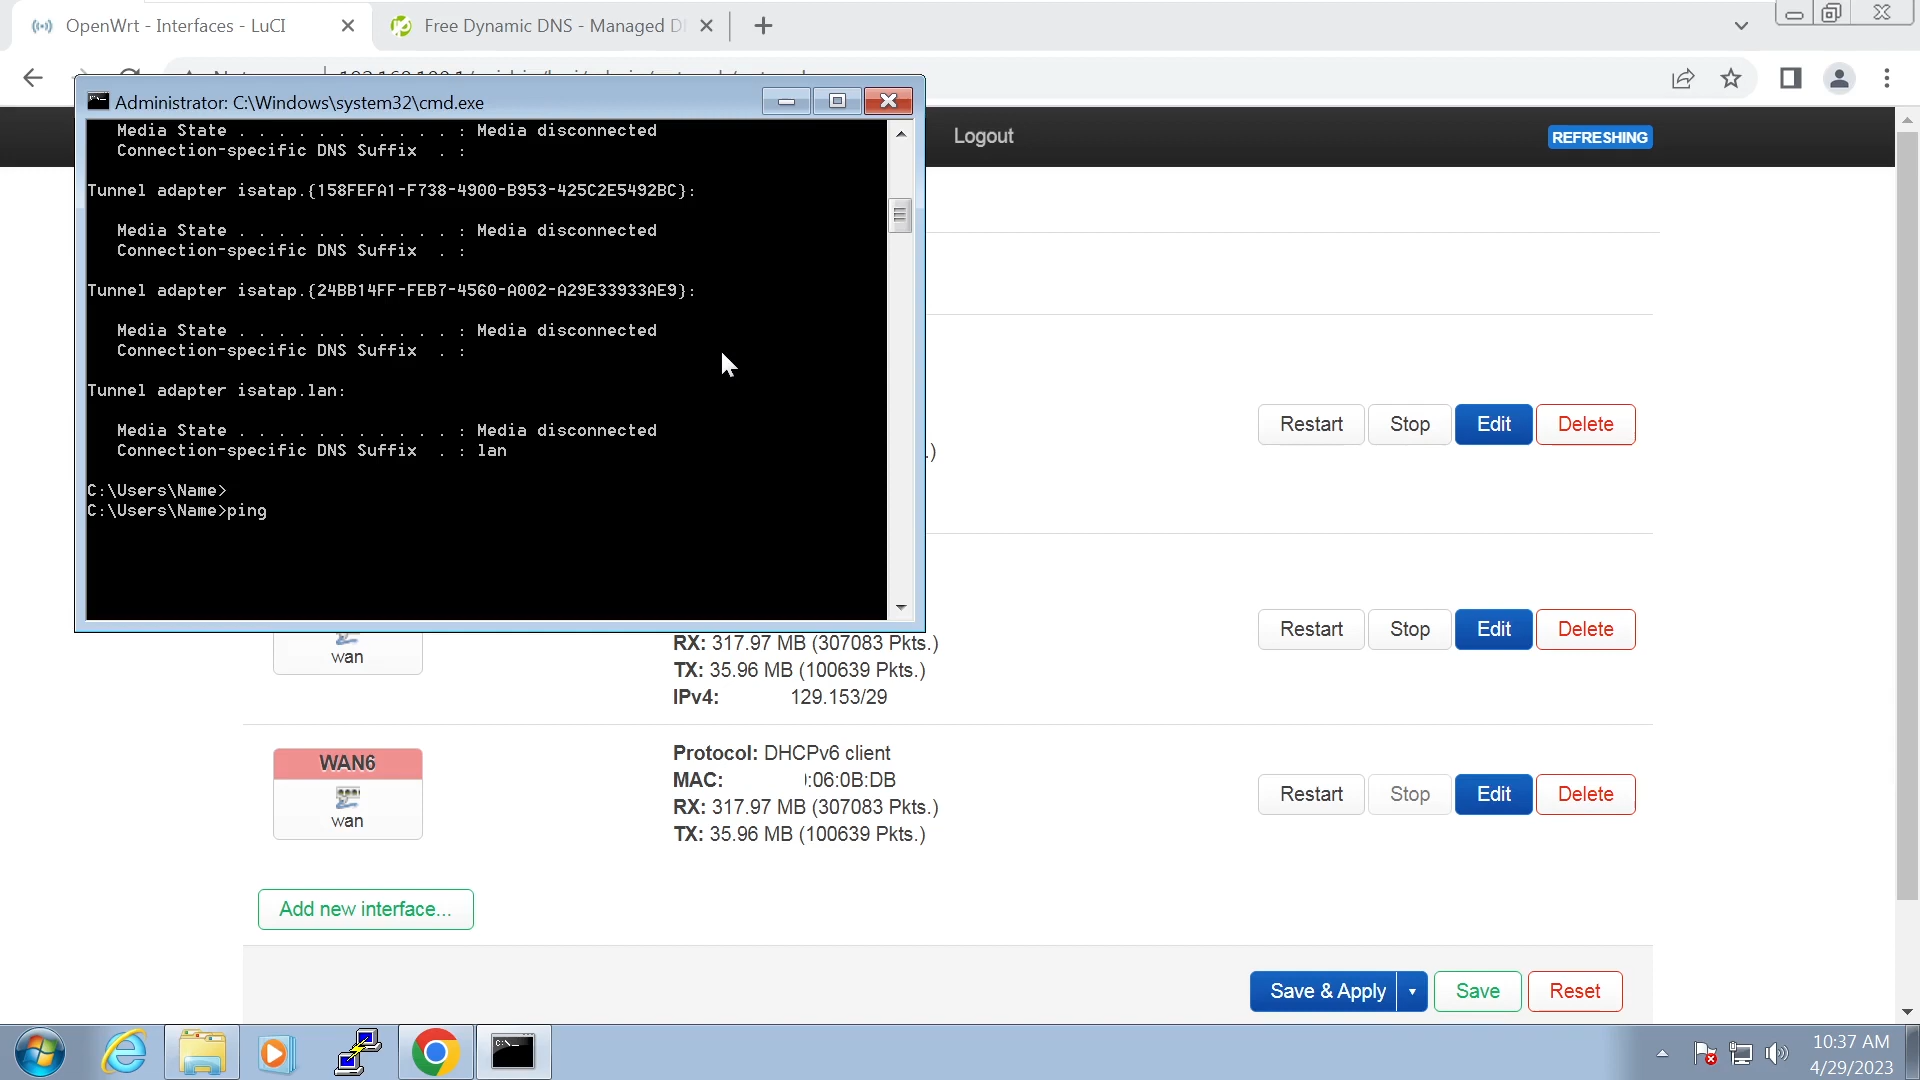 OpenWrt - Interfaces - LuCI
Free Dynamic DNS - Managed D
Administrator: C:\Windows\system32\cmd.exe
Logout
REFRESHING
Media State . . . . . . . . . . . : Media disconnected
Connection-specific DNS Suffix  . :
Tunnel adapter isatap.{158FEFA1-F738-4900-B953-425C2E5492BC}:
Media State . . . . . . . . . . . : Media disconnected
Connection-specific DNS Suffix  . :
Tunnel adapter isatap.{24BB14FF-FEB7-4560-A002-A29E33933AE9}:
Media State . . . . . . . . . . . : Media disconnected
Connection-specific DNS Suffix  . :
Tunnel adapter isatap.lan:
Media State . . . . . . . . . . . : Media disconnected
Connection-specific DNS Suffix  . : lan
C:\Users\Name>
C:\Users\Name>ping
.)
Restart Stop Edit Delete
Restart Stop Edit Delete
wan
RX: 317.97 MB (307083 Pkts.)
TX: 35.96 MB (100639 Pkts.)
IPv4: 129.153/29
WAN6
wan
Protocol: DHCPv6 client
MAC: :06:0B:DB
RX: 317.97 MB (307083 Pkts.)
TX: 35.96 MB (100639 Pkts.)
Restart Stop Edit Delete
Add new interface...
Save & Apply Save Reset
10:37 AM
4/29/2023